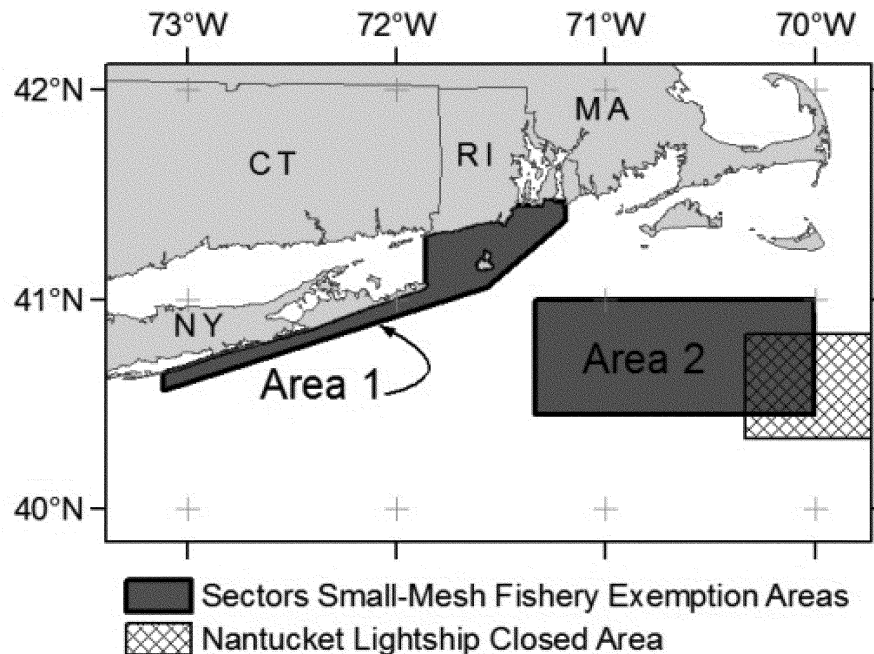 73°W 72°W 71°W 70°W
42°N
MA
CT RI
41°N
NY
Area 2
Area 1
40°N
Sectors Small-Mesh Fishery Exemption Areas
Nantucket Lightship Closed Area